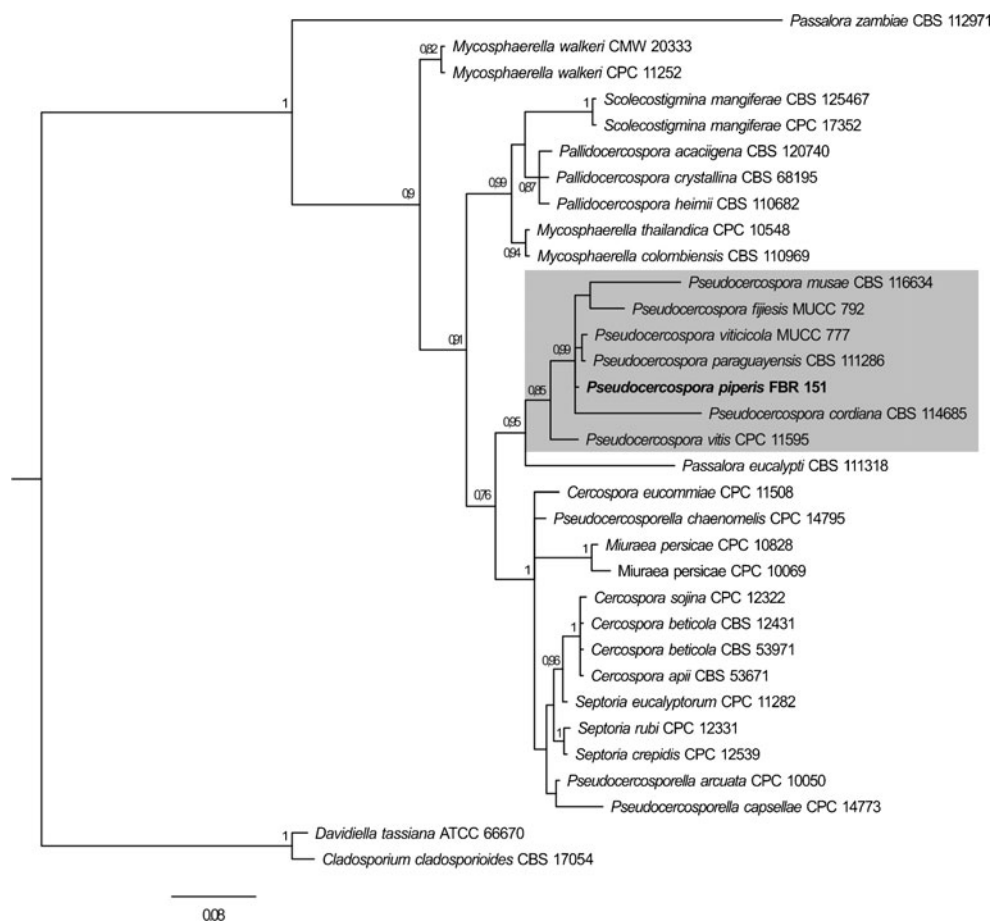 Passalora zambiae CBS 112971
0,82
Mycosphaerella walkeri CMW 20333
Mycosphaerella walkeri CPC 11252
1
Scolecostigmina mangiferae CBS 125467
1
Scolecostigmina mangiferae CPC 17352
Pallidocercospora acaciigena CBS 120740
0,99
Pallidocercospora crystallina CBS 68195
0,87
0,9
Pallidocercospora heimii CBS 110682
Mycosphaerella thailandica CPC 10548
0,94
Mycosphaerella colombiensis CBS 110969
Pseudocercospora musae CBS 116634
Pseudocercospora fijiesis MUCC 792
0,91
Pseudocercospora viticicola MUCC 777
0,99
Pseudocercospora paraguayensis CBS 111286
0,85
Pseudocercospora piperis FBR 151
Pseudocercospora cordiana CBS 114685
0,95
Pseudocercospora vitis CPC 11595
Passalora eucalypti CBS 111318
0,76
Cercospora eucommiae CPC 11508
Pseudocercosporella chaenomelis CPC 14795
1
Miuraea persicae CPC 10828
1
Miuraea persicae CPC 10069
Cercospora sojina CPC 12322
1
Cercospora beticola CBS 12431
Cercospora beticola CBS 53971
0,96
Cercospora apii CBS 53671
Septoria eucalyptorum CPC 11282
1
Septoria rubi CPC 12331
Septoria crepidis CPC 12539
Pseudocercosporella arcuata CPC 10050
Pseudocercosporella capsellae CPC 14773
1
Davidiella tassiana ATCC 66670
Cladosporium cladosporioides CBS 17054
0,08